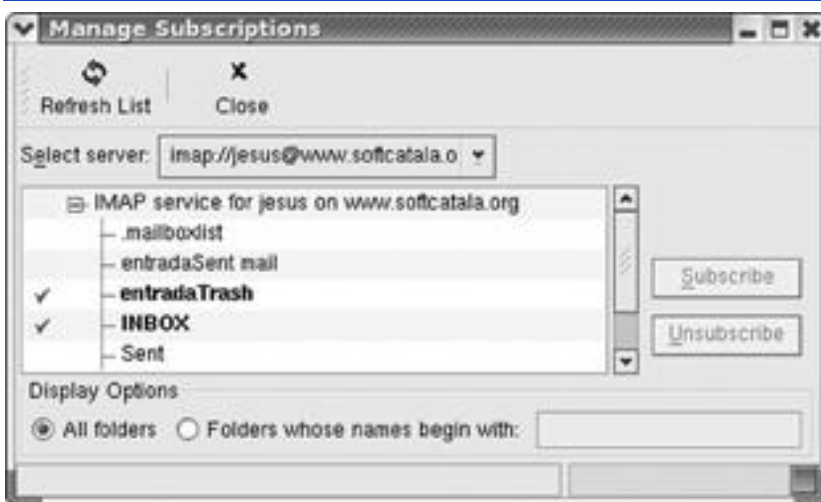 Manage Subscriptions
Refresh List
Close
Select server: imap://jesus@www.softcatala.o
IMAP service for jesus on www.softcatala.org
.mailboxlist
entradaSent mail
entradaTrash
INBOX
Sent
Subscribe
Unsubscribe
Display Options
All folders
Folders whose names begin with: